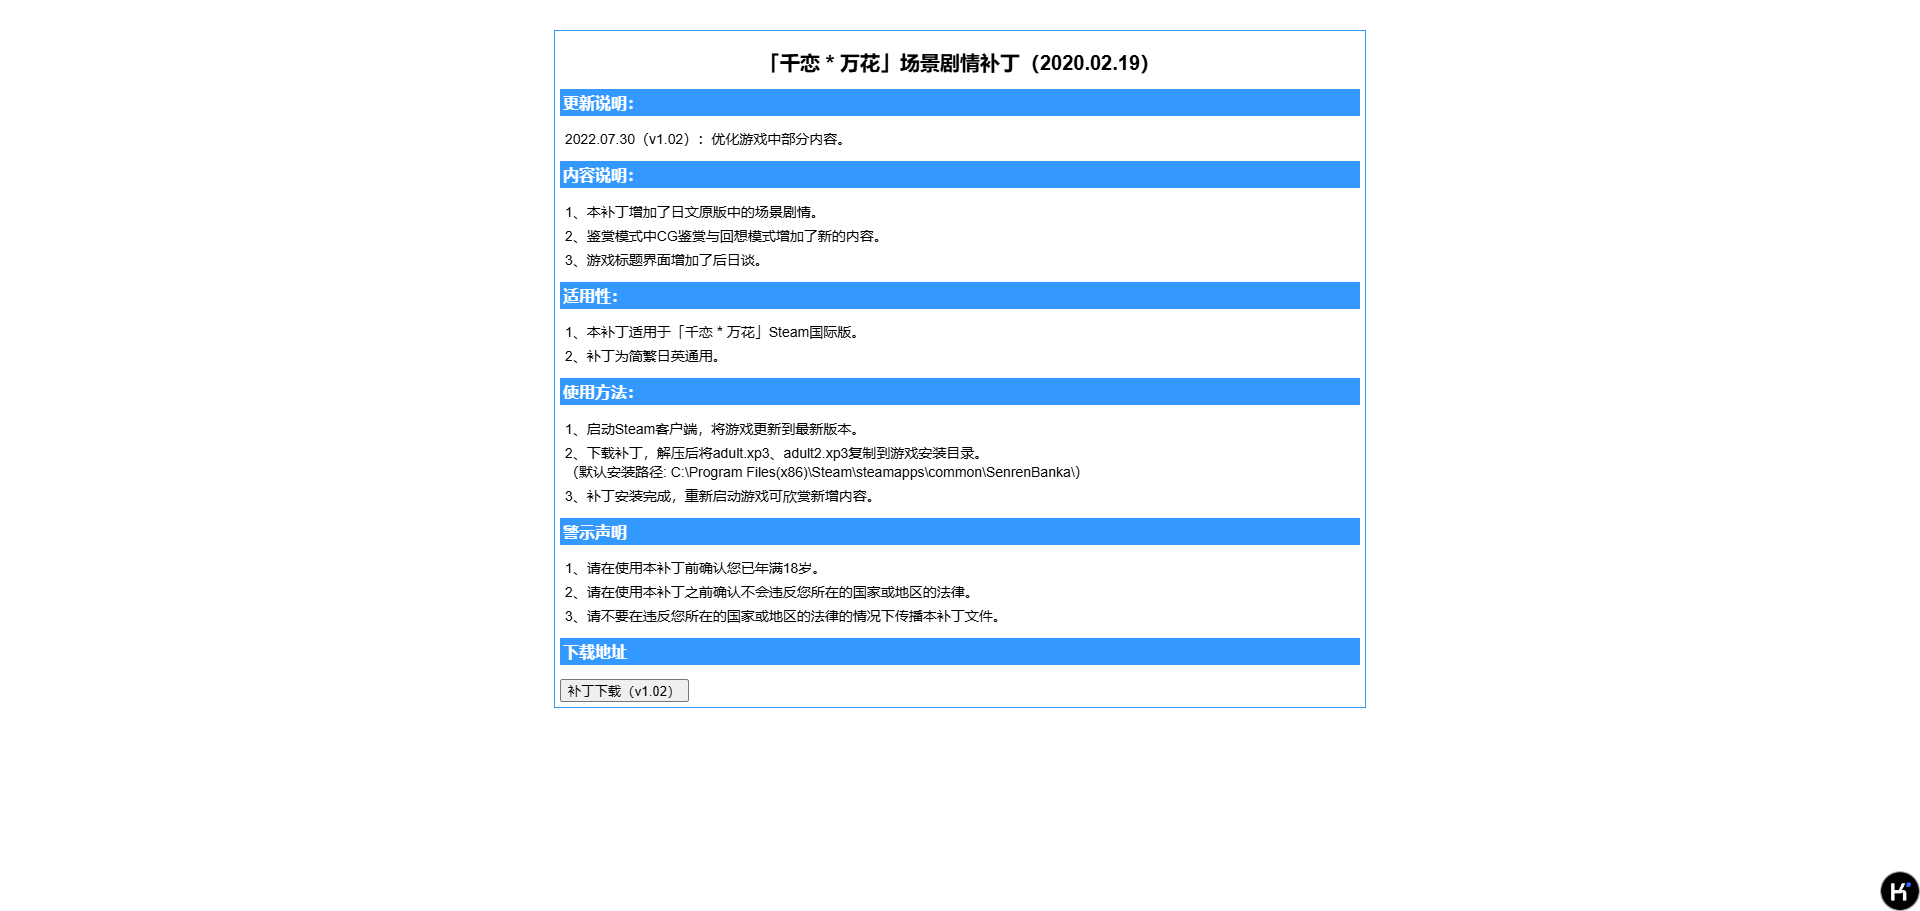 「千恋＊万花」场景剧情补丁（2020.02.19）
更新说明：
2022.07.30（v1.02）：优化游戏中部分内容。
内容说明：
1、本补丁增加了日文原版中的场景剧情。
2、鉴赏模式中CG鉴赏与回想模式增加了新的内容。
3、游戏标题界面增加了后日谈。
适用性：
1、本补丁适用于「千恋＊万花」Steam国际版。
2、补丁为简繁日英通用。
使用方法：
1、启动Steam客户端，将游戏更新到最新版本。
2、下载补丁，解压后将adult.xp3、adult2.xp3复制到游戏安装目录。
（默认安装路径: C:\Program Files(x86)\Steam\steamapps\common\SenrenBanka\）
3、补丁安装完成，重新启动游戏可欣赏新增内容。
警示声明
1、请在使用本补丁前确认您已年满18岁。
2、请在使用本补丁之前确认不会违反您所在的国家或地区的法律。
3、请不要在违反您所在的国家或地区的法律的情况下传播本补丁文件。
下载地址
补丁下载（v1.02）
K